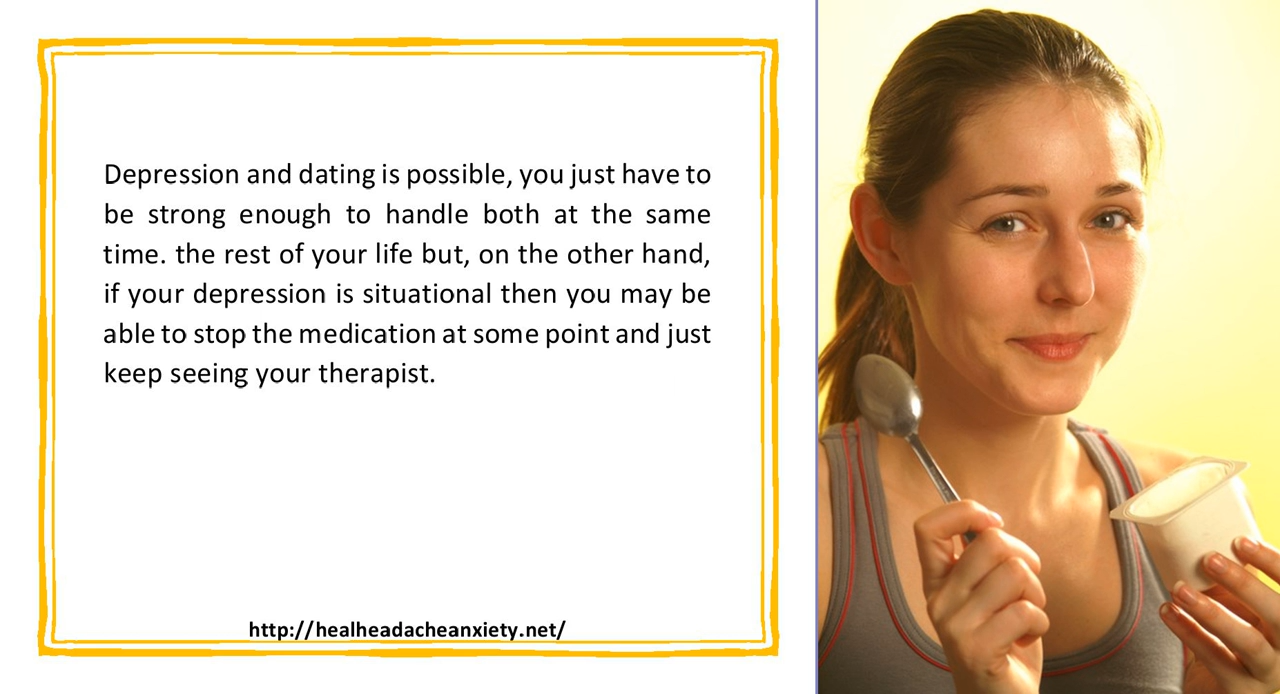 Depression and dating is possible, you just have to
be strong enough to handle both at the same
time. the rest of your life but, on the other hand,
if your depression is situational then you may be
able to stop the medication at some point and just
keep seeing your therapist.
http://healheadacheanxiety.net/